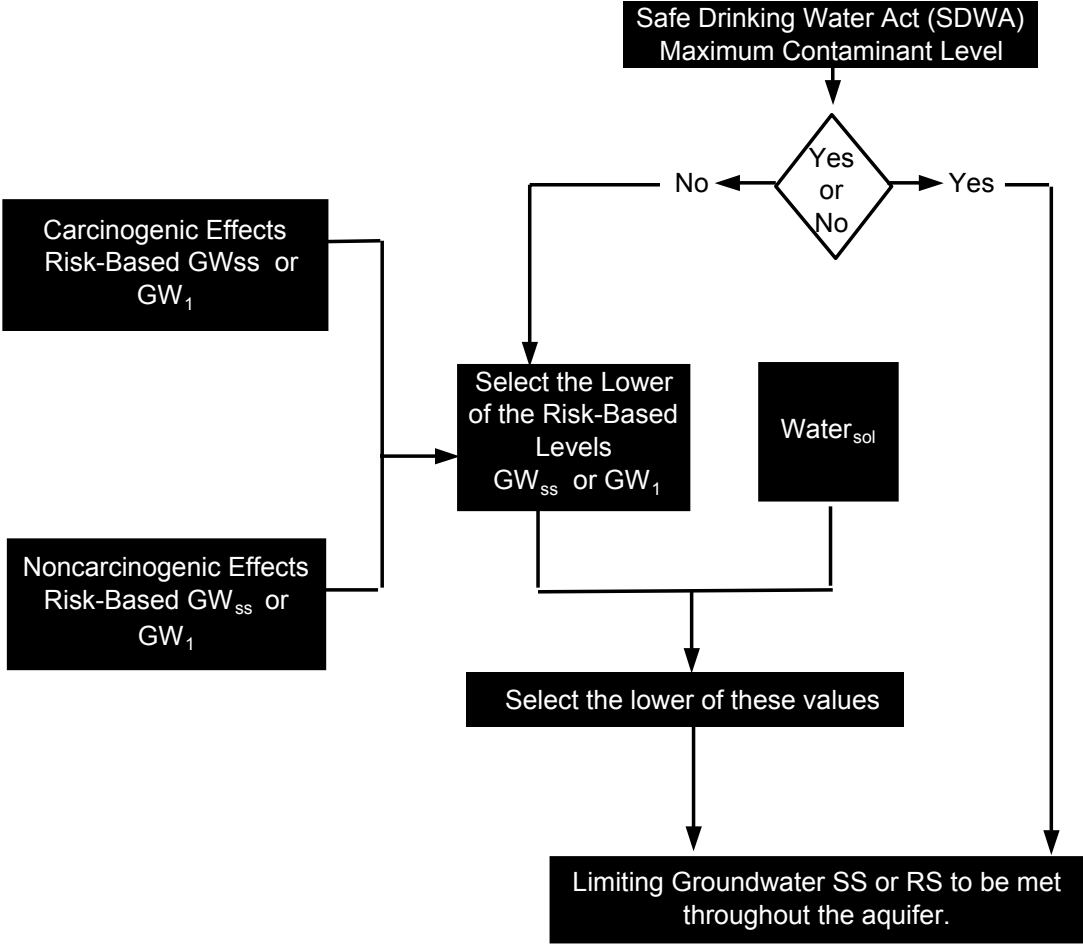 Safe Drinking Water Act (SDWA)
Maximum Contaminant Level
Yes
or
No
No
Yes
Carcinogenic Effects
Risk-Based GWss or
GW₁
Select the Lower
of the Risk-Based
Levels
GWₛₛ or GW₁
Waterₛₒₗ
Noncarcinogenic Effects
Risk-Based GWₛₛ or
GW₁
Select the lower of these values
Limiting Groundwater SS or RS to be met
throughout the aquifer.